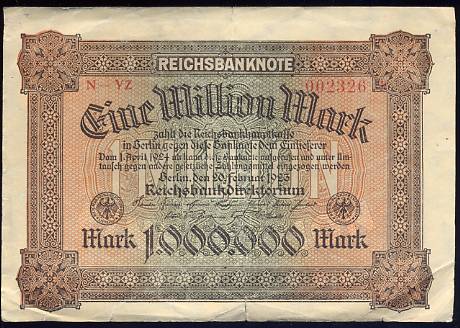 REICHSBANKNOTE
N - YZ 002326
Eine Million Mark
zahlt die Reichsbankhauptkasse
in Berlin gegen diese Banknote dem Einlieferer
Vom 1. April 1924 ab kann diese Banknote aufgerufen und unter Um-
tausch gegen andere gesetzliche Zahlungsmittel eingezogen werden
Berlin, den 20. Februar 1923
Reichsbankdirektorium
Mark 1.000.000 Mark